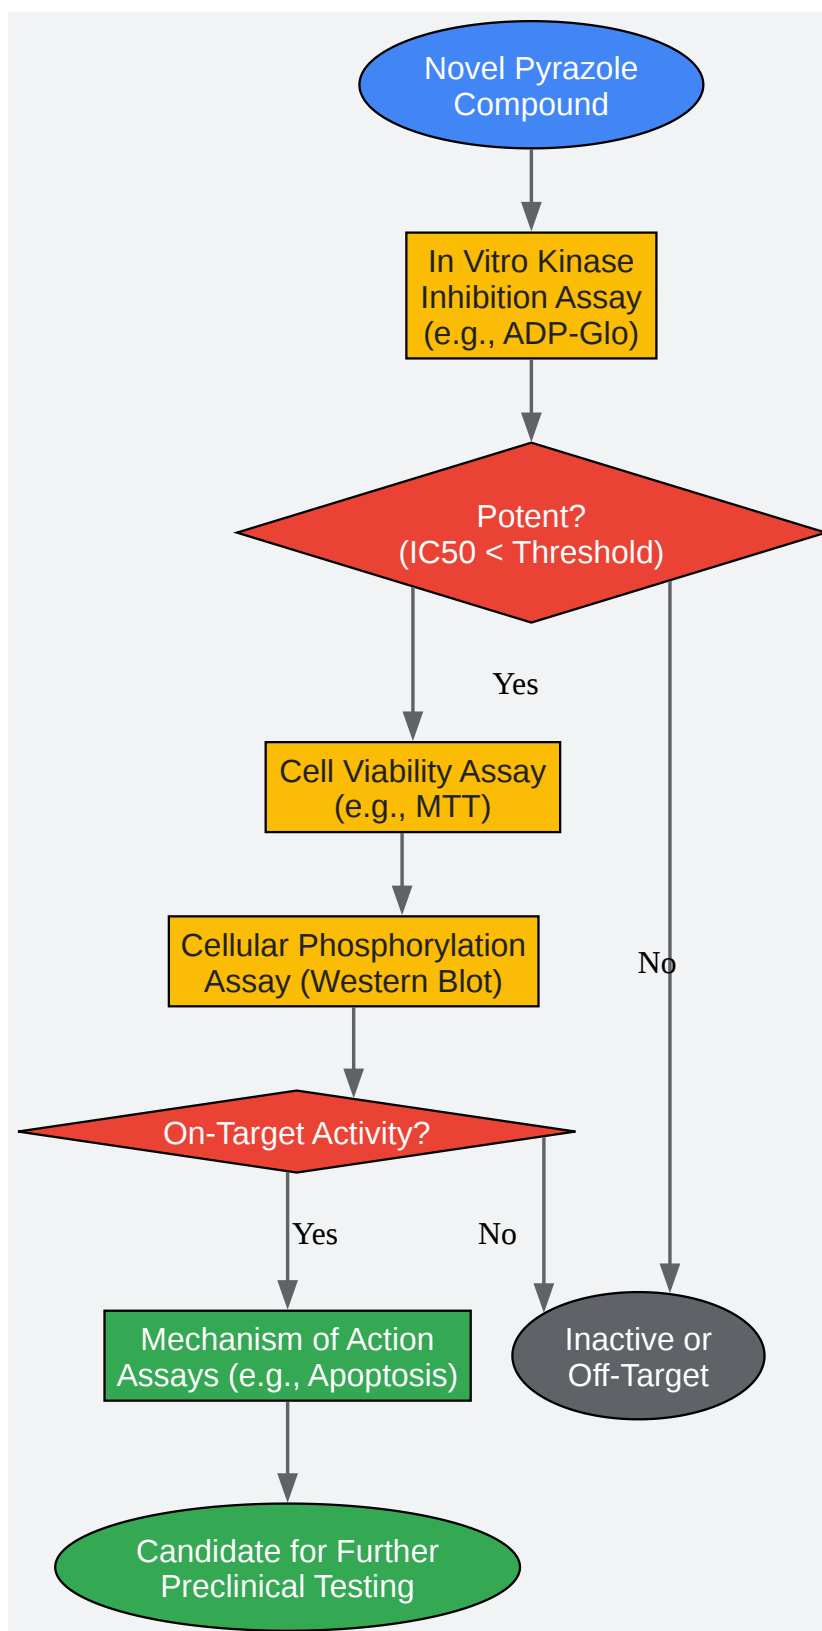 Novel Pyrazole
Compound
In Vitro Kinase
Inhibition Assay
(e.g., ADP-Glo)
Potent?
(IC50 < Threshold)
Yes
Cell Viability Assay
(e.g., MTT)
Cellular Phosphorylation
Assay (Western Blot)
No
On-Target Activity?
Yes
No
Mechanism of Action
Assays (e.g., Apoptosis)
Inactive or
Off-Target
Candidate for Further
Preclinical Testing